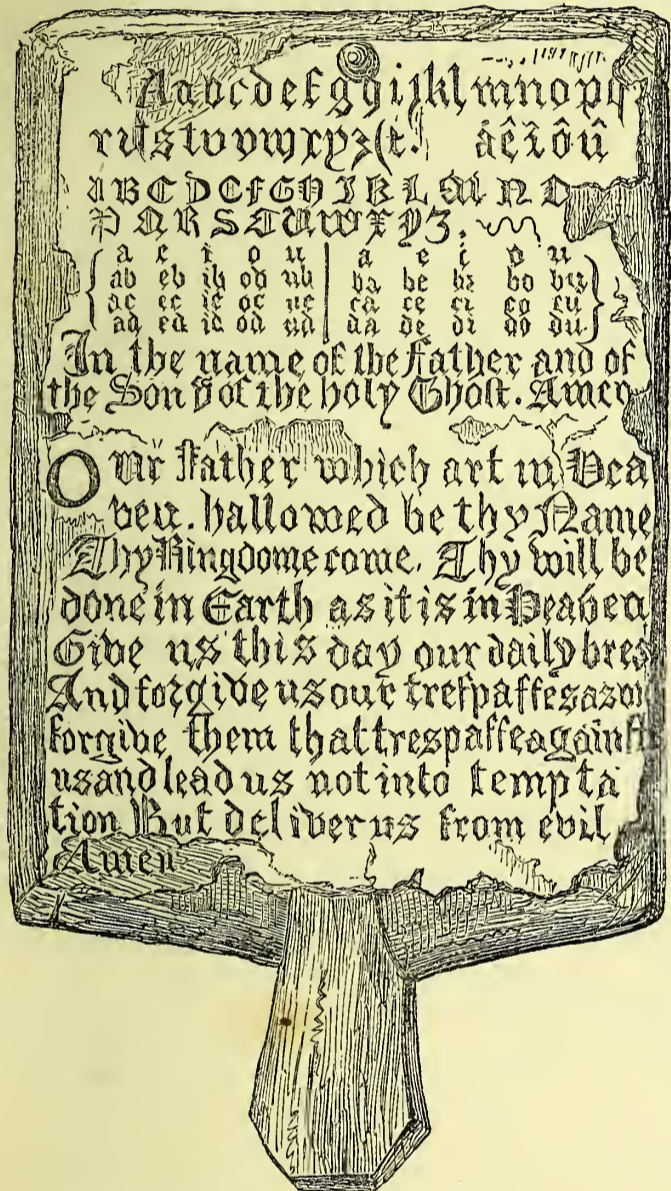 Aabcdefghijklmnopq
rſstuvvwxyz&c. âêîôû
ABCDEFGHIJKLMNO
PQRSTUWXYZ.
a e i o u | a e i o u
ab eb ib ob ub | ba be bi bo bu
ac ec ic oc uc | ca ce ci co cu
ad ed id od ud | da de di do du
In the name of the Father and of
the Son & of the holy Ghoſt. Amen
Our Father which art in Hea
ven. hallowed be thy Name
Thy Kingdome come. Thy will be
done in Earth as it is in Heaven
Give us this day our daily bre
And forgive us our treſpaſſes as we
forgive them that trespaſſe againſt
us and lead us not into tempta
tion But deliver us from evil
Amen